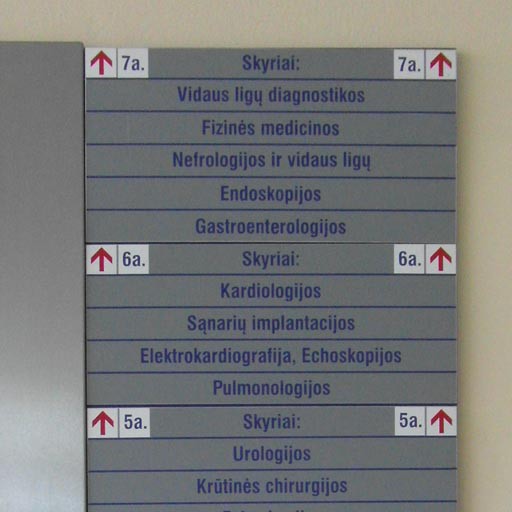 7a. Skyriai: 7a.
Vidaus ligų diagnostikos
Fizinės medicinos
Nefrologijos ir vidaus ligų
Endoskopijos
Gastroenterologijos
6a. Skyriai: 6a.
Kardiologijos
Sąnarių implantacijos
Elektrokardiografija, Echoskopijos
Pulmonologijos
5a. Skyriai: 5a.
Urologijos
Krūtinės chirurgijos